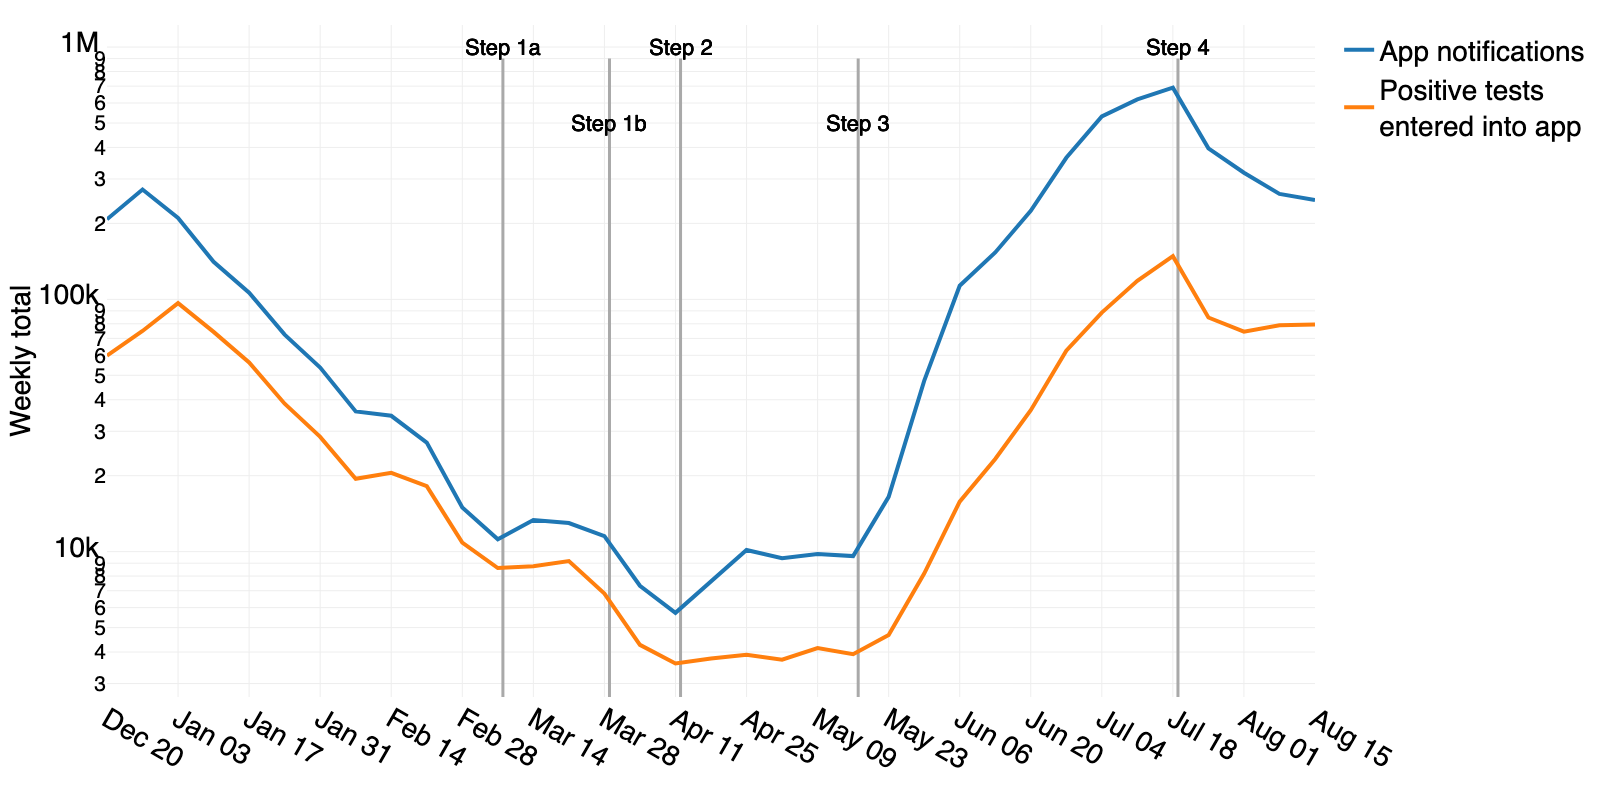 Step 1a
Step 2
Step 4
Step 1b
Step 3
App notifications
Positive tests
entered into app
Weekly total
1M
9
8
7
6
5
4
3
2
100k
9
8
7
6
5
4
3
2
10k
9
8
7
6
5
4
3
Dec 20
Jan 03
Jan 17
Jan 31
Feb 14
Feb 28
Mar 14
Mar 28
Apr 11
Apr 25
May 09
May 23
Jun 06
Jun 20
Jul 04
Jul 18
Aug 01
Aug 15